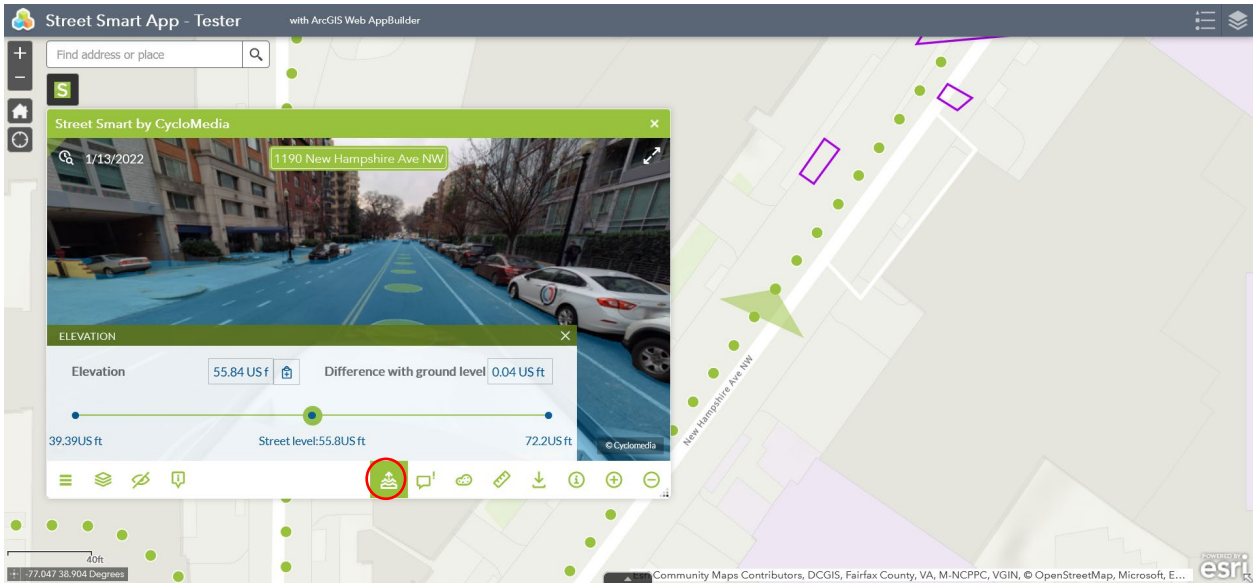 Street Smart App - Tester with ArcGIS Web AppBuilder
Find address or place
S
Street Smart by CycloMedia
1/13/2022
1190 New Hampshire Ave NW
ELEVATION
Elevation 55.84 US f Difference with ground level 0.04 US ft
39.39US ft Street level:55.8US ft 72.2US ft
© Cyclomedia
New Hampshire Ave NW
40ft
-77.047 38.904 Degrees
Esri Community Maps Contributors, DCGIS, Fairfax County, VA, M-NCPPC, VGIN, © OpenStreetMap, Microsoft, E...
POWERED BY
esri